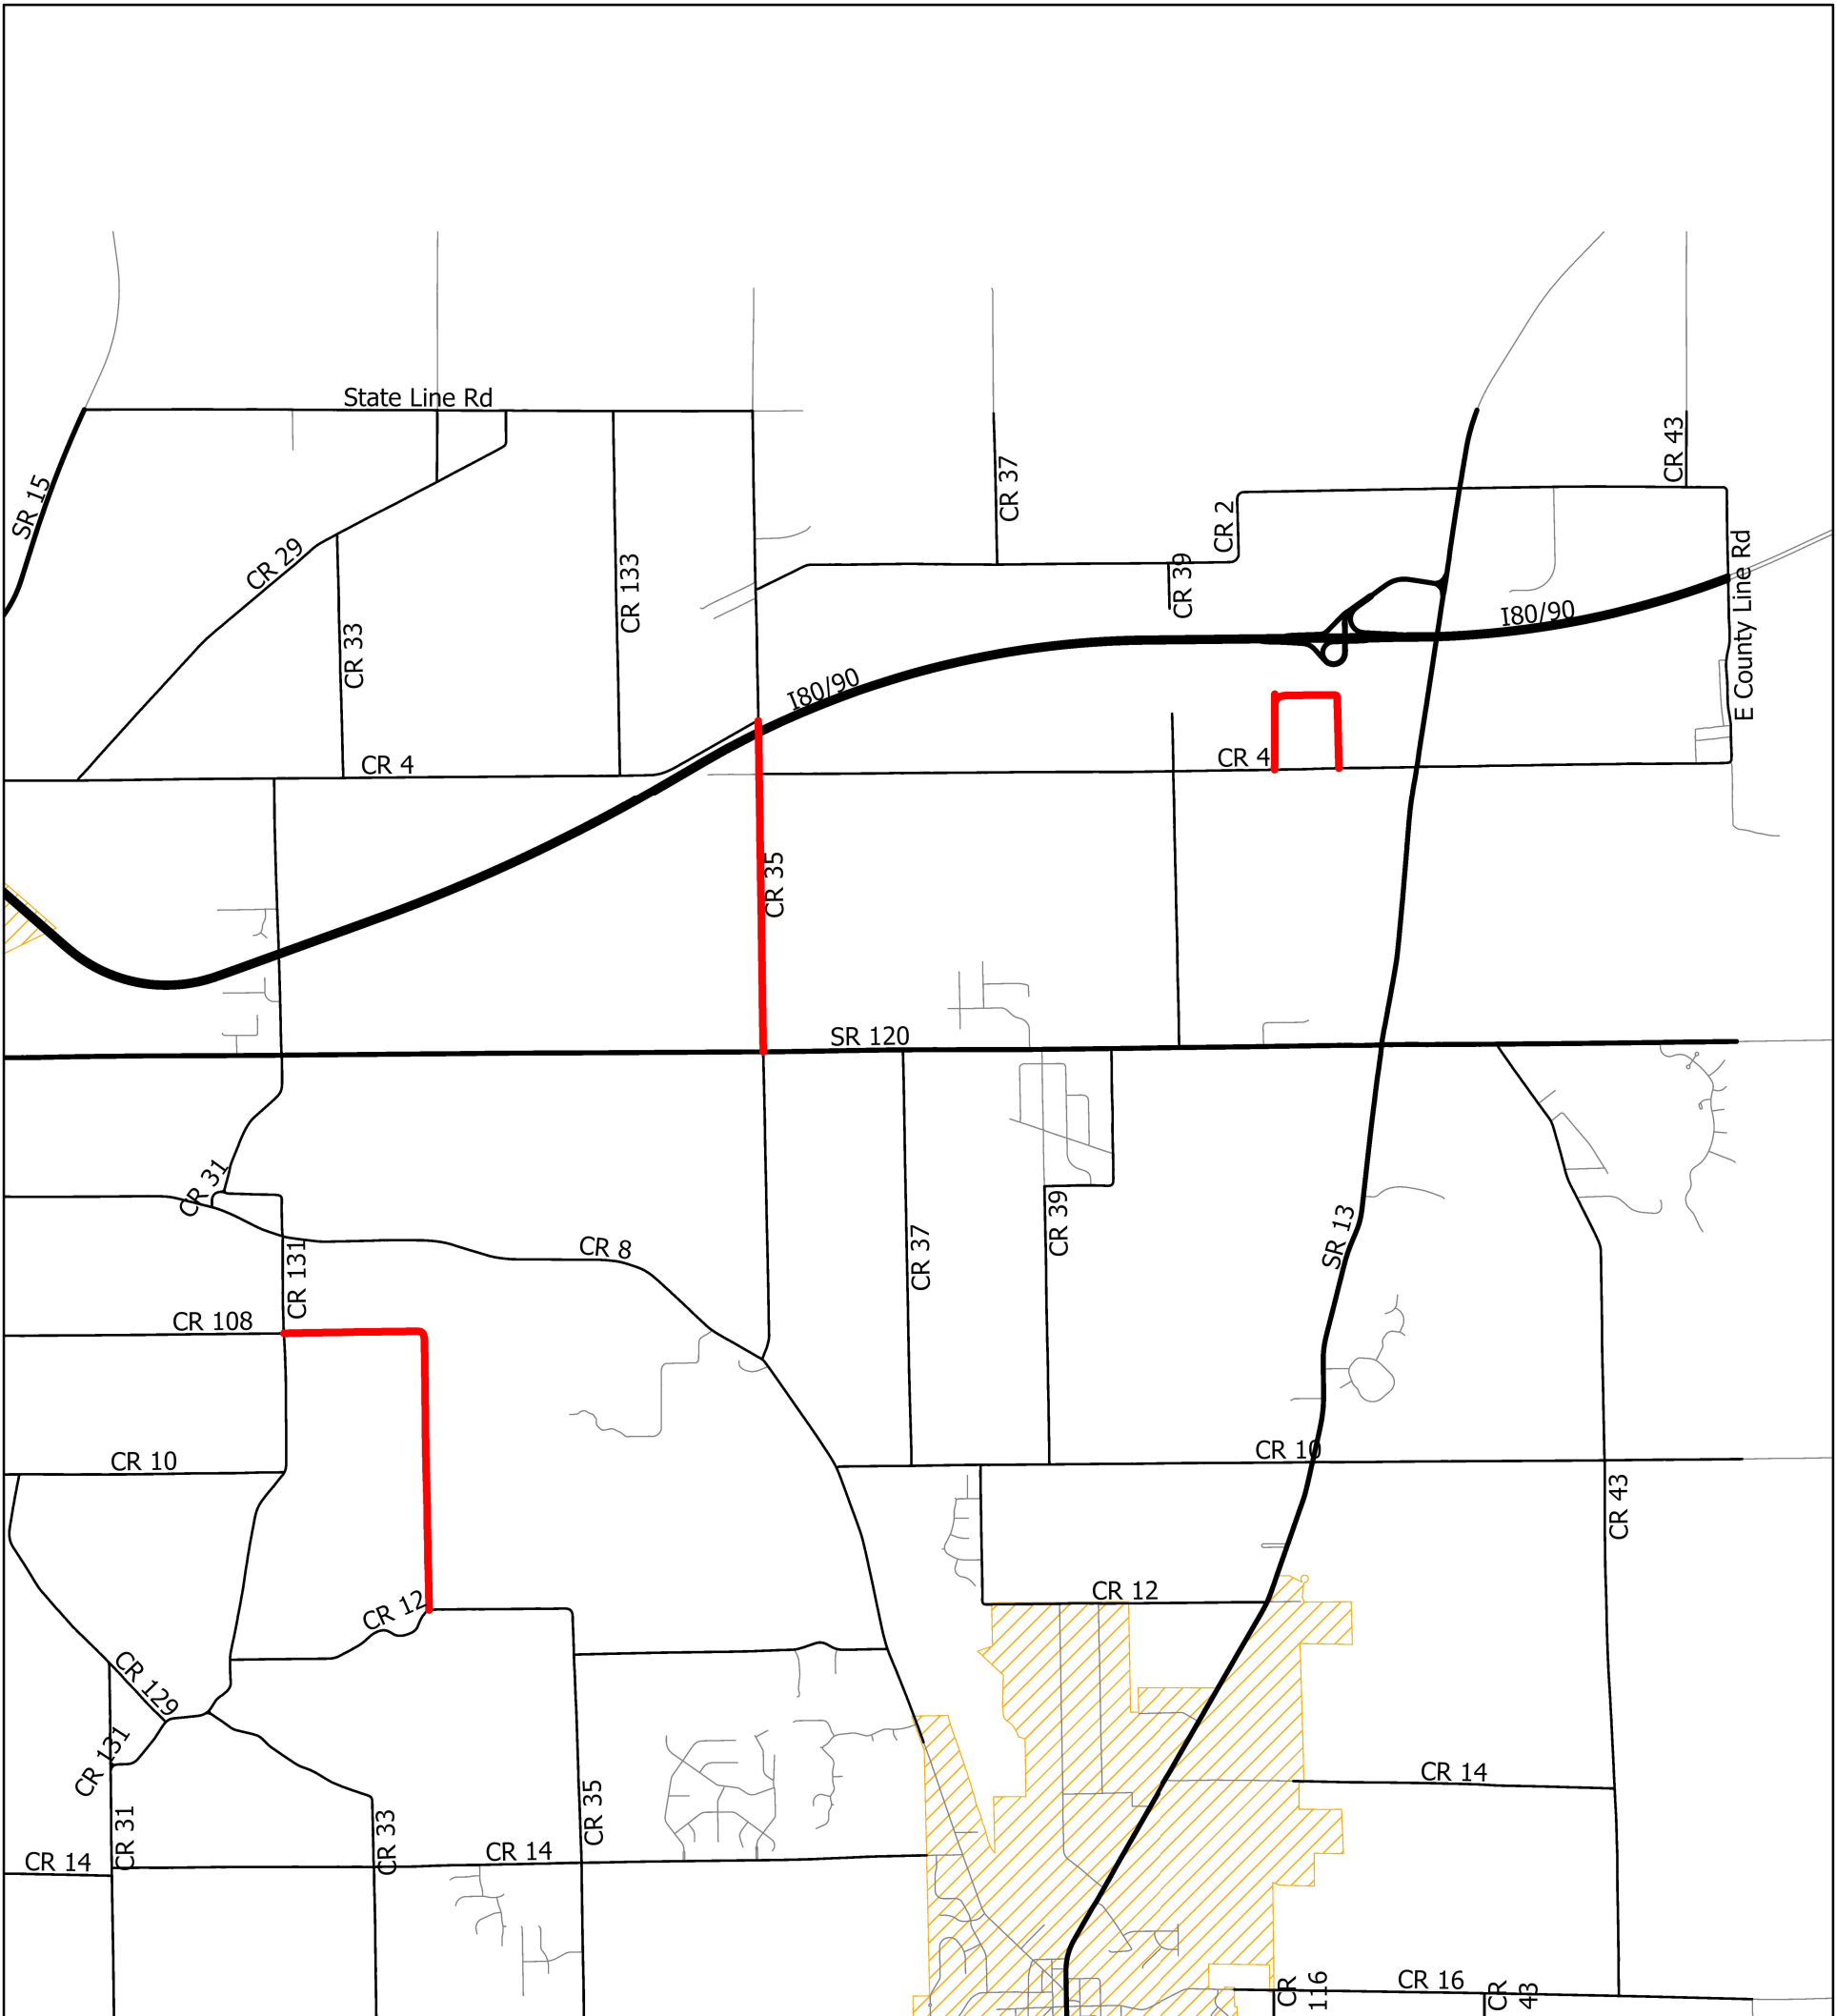 State Line Rd
CR 43
SR 15
CR 37
CR 2
CR 29
CR 133
CR 39
I80/90
E County Line Rd
CR 33
I80/90
CR 4
CR 4
CR 35
SR 120
CR 31
CR 39
SR 13
CR 8
CR 37
CR 131
CR 108
CR 10
CR 10
CR 43
CR 12
CR 12
CR 129
CR 131
CR 14
CR 35
CR 31
CR 33
CR 14
CR 14
CR 16
CR
116
CR
43